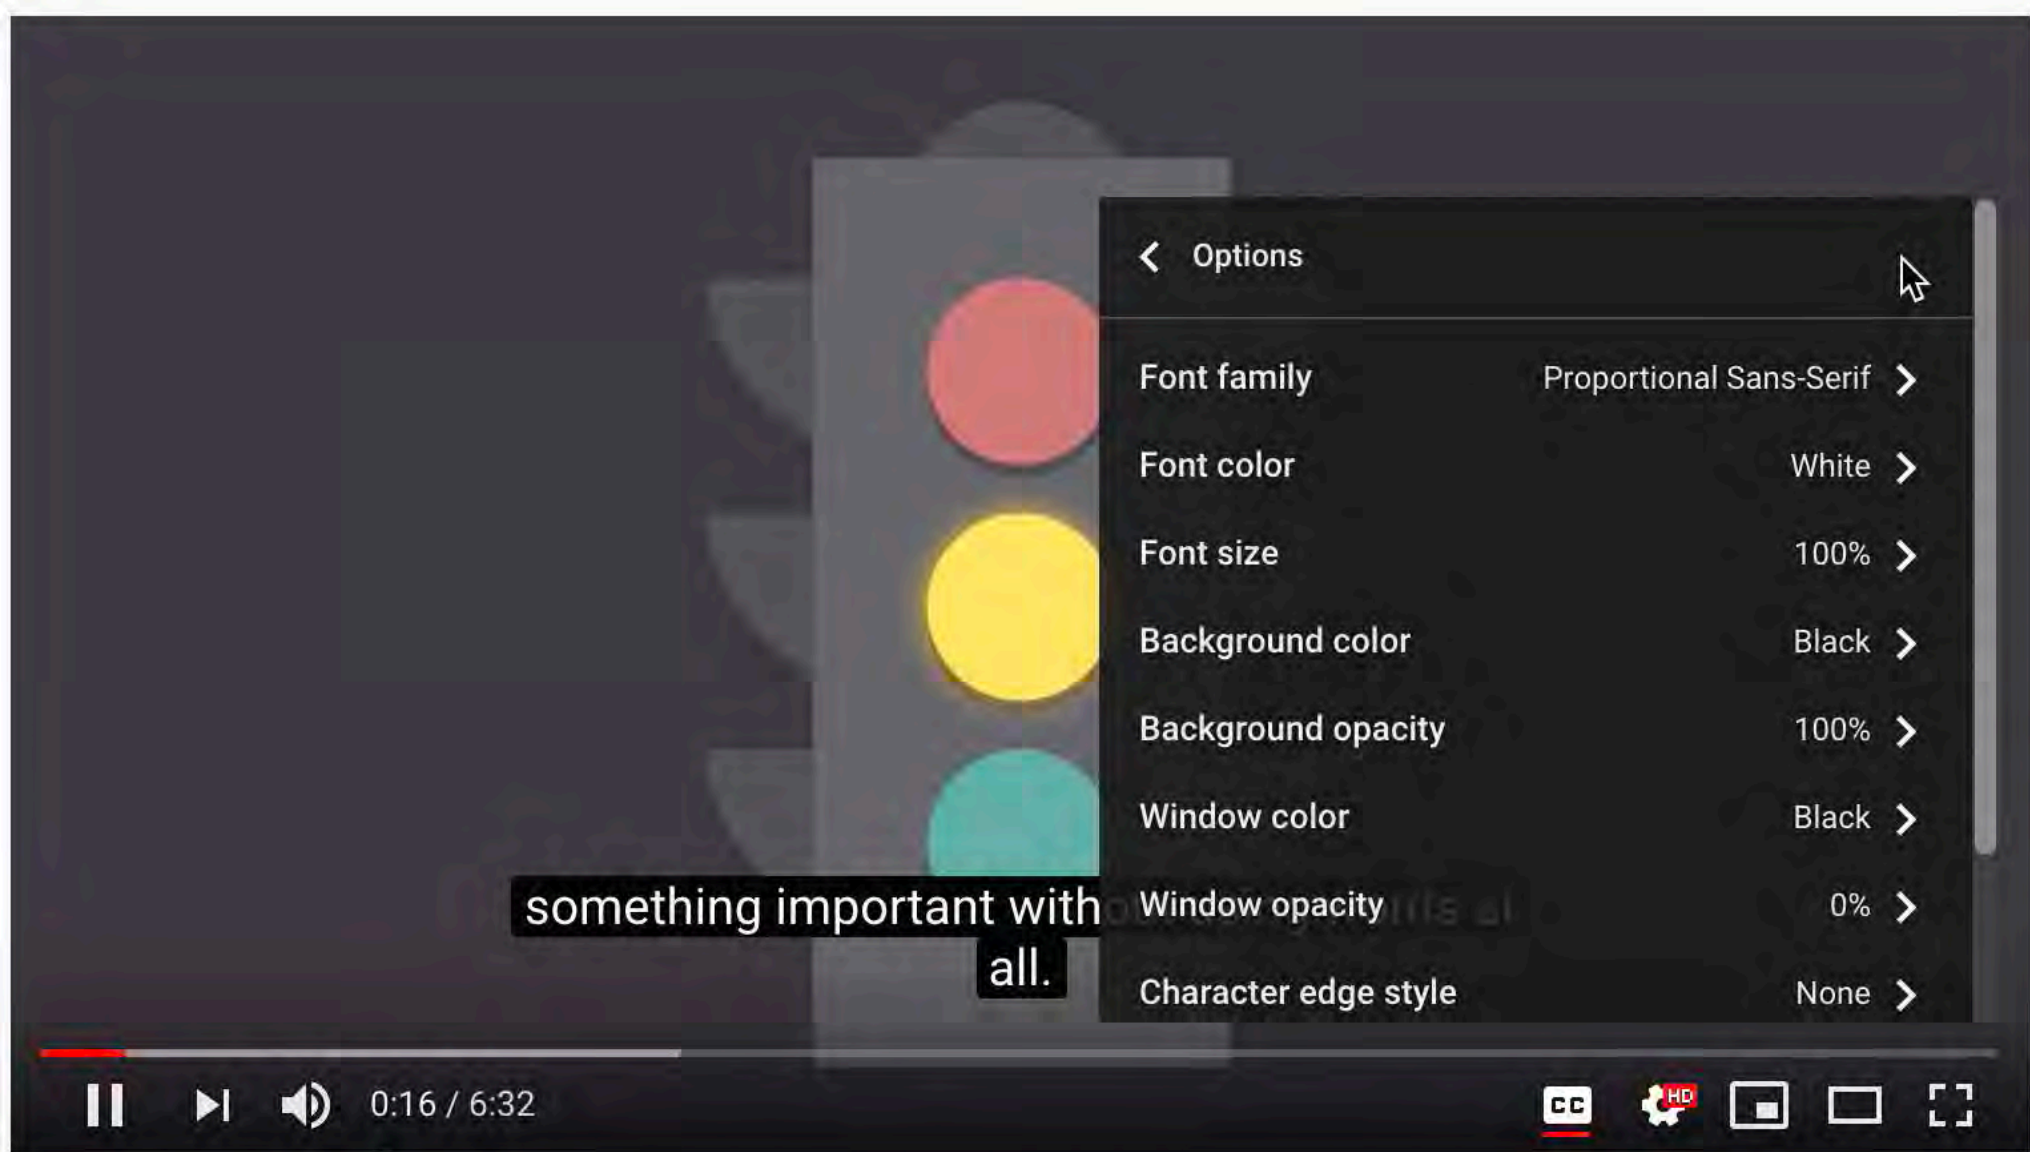 Options
Font family Proportional Sans-Serif
Font color White
Font size 100%
Background color Black
Background opacity 100%
Window color Black
Window opacity 0%
Character edge style None
something important with
all.
0:16 / 6:32
CC
HD